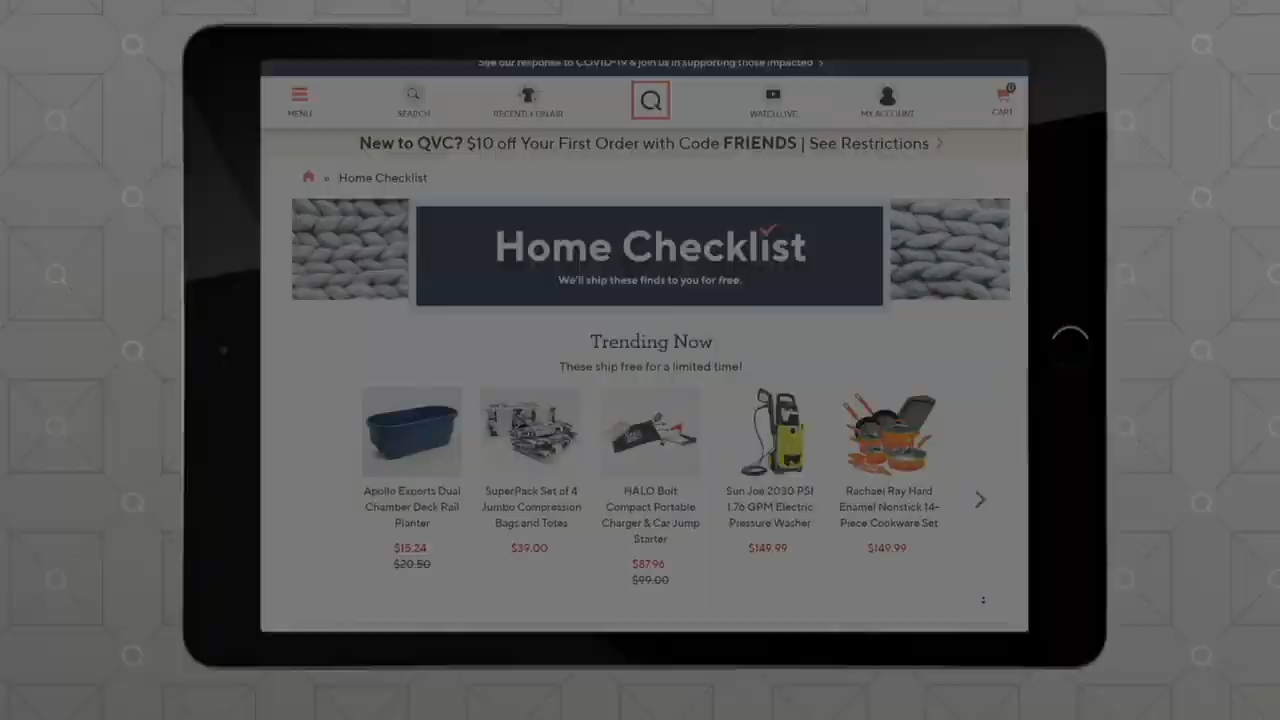 See our response to COVID-19 & join us in supporting those impacted >
MENU
SEARCH
RECENTLY ON AIR
Q
WATCH LIVE
MY ACCOUNT
0
CART
New to QVC? $10 off Your First Order with Code FRIENDS | See Restrictions >
» Home Checklist
Home Checklist
We'll ship these finds to you for free.
Trending Now
These ship free for a limited time!
Apollo Exports Dual
Chamber Deck Rail
Planter
$15.24
$20.50
SuperPack Set of 4
Jumbo Compression
Bags and Totes
$39.00
HALO Bolt
Compact Portable
Charger & Car Jump
Starter
$87.96
$99.00
Sun Joe 2030 PSI
1.76 GPM Electric
Pressure Washer
$149.99
Rachael Ray Hard
Enamel Nonstick 14-
Piece Cookware Set
$149.99